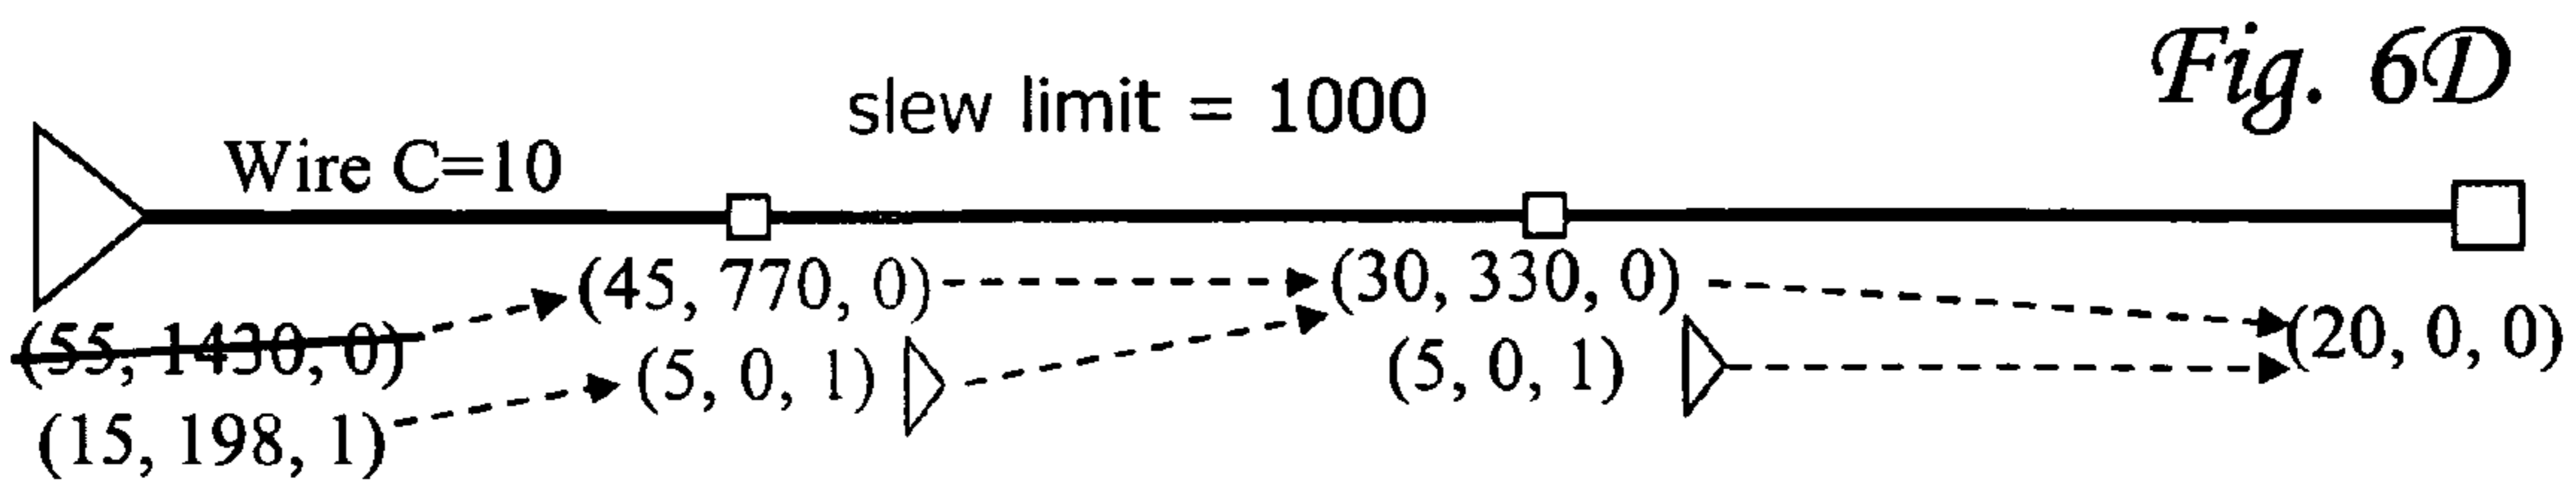 Fig. 6D
slew limit = 1000
Wire C=10
(45, 770, 0) (30, 330, 0)
(55, 1430, 0) (5, 0, 1) (5, 0, 1) (20, 0, 0)
(15, 198, 1)